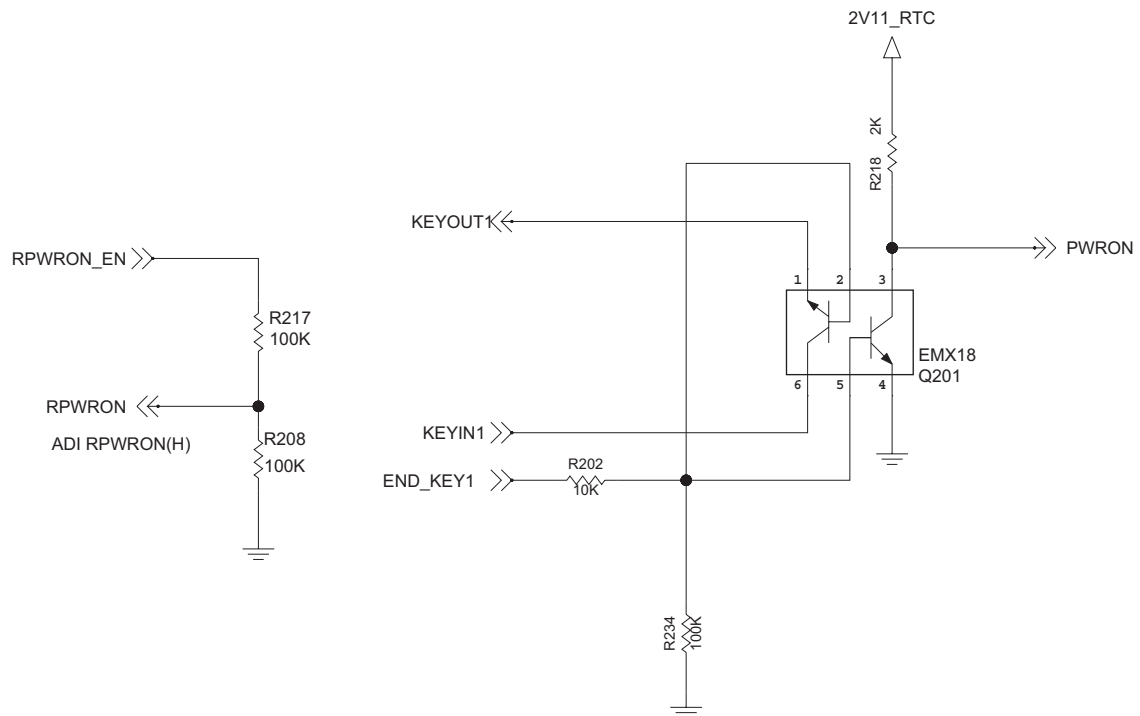 2V11_RTC
2K
R218
KEYOUT1
PWRON
RPWRON_EN
1 2 3
R217
100K
EMX18
Q201
6 5 4
RPWRON
ADI RPWRON(H)
R208
100K
KEYIN1
END_KEY1
R202
10K
R234
100K